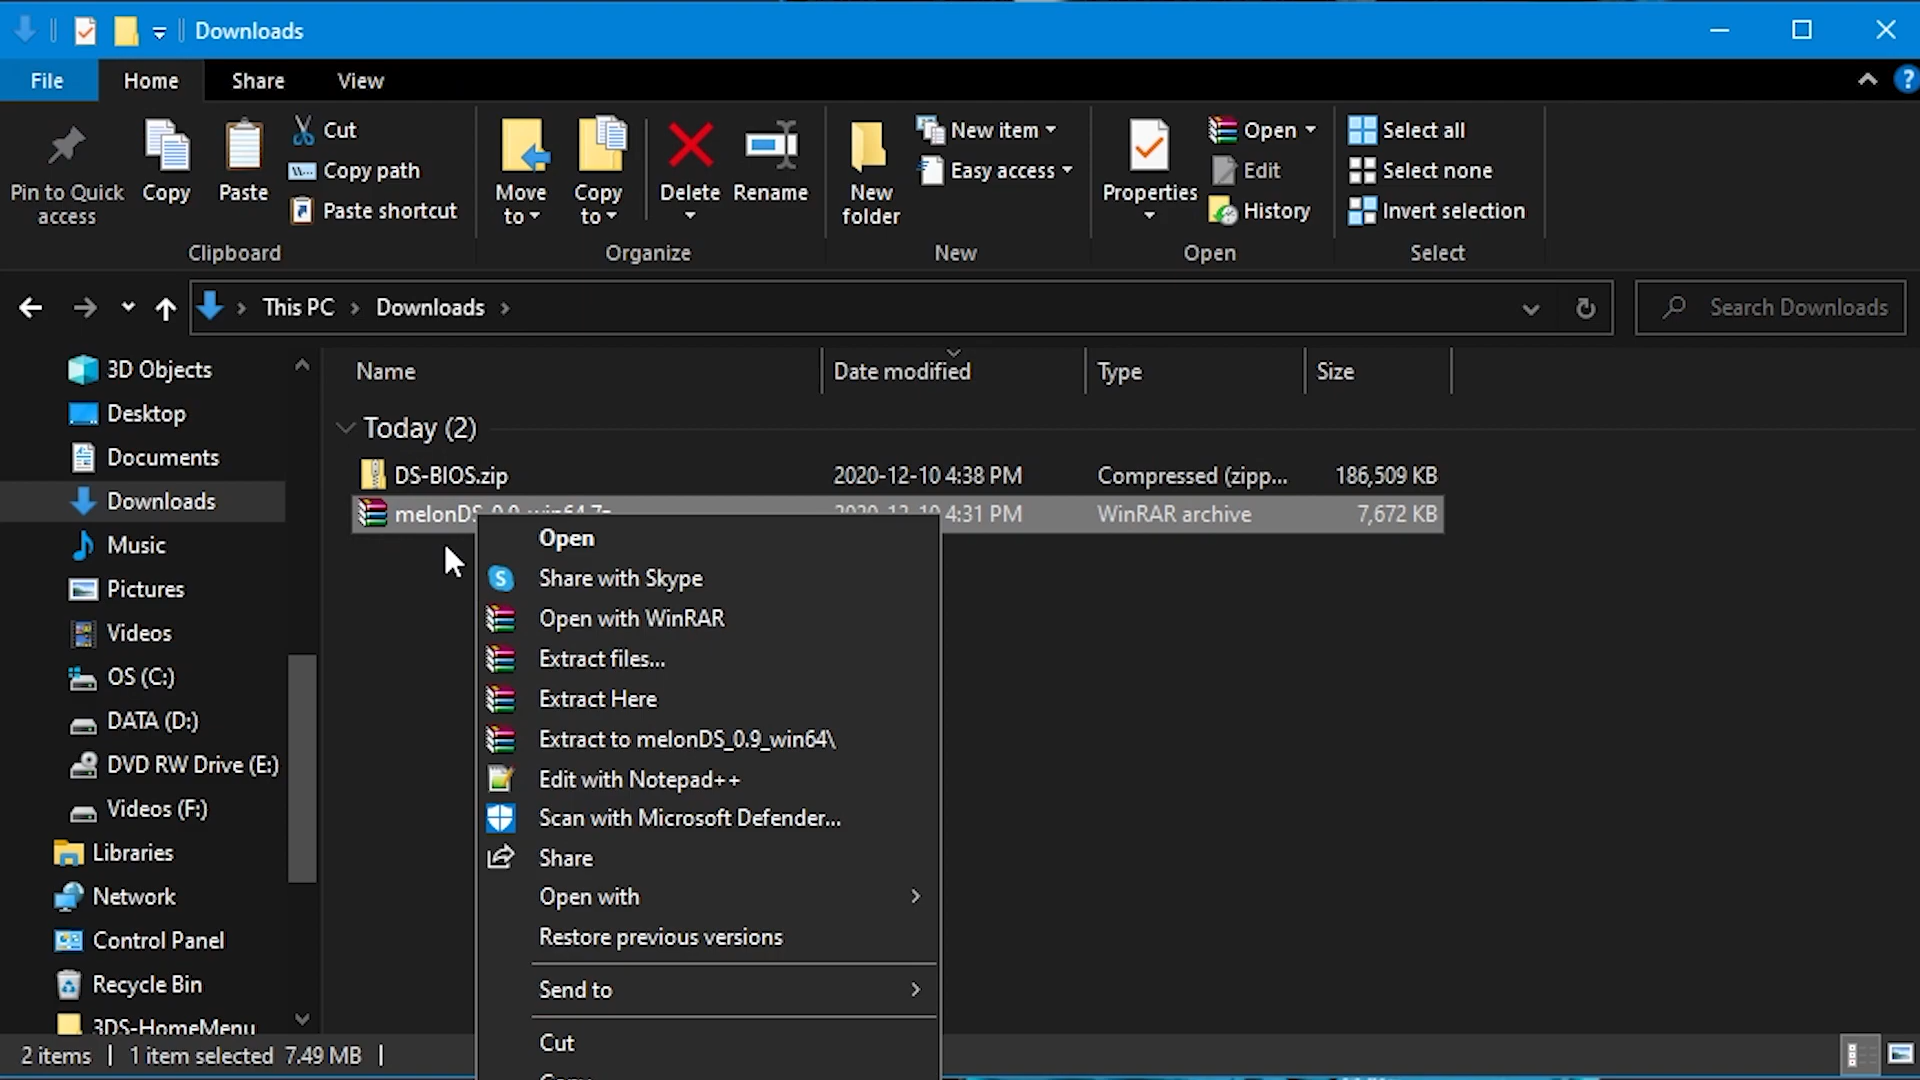 Downloads
File Home Share View
Pin to Quick access
Copy
Paste
Cut
Copy path
Paste shortcut
Clipboard
Move to
Copy to
Delete
Rename
Organize
New folder
New item
Easy access
New
Properties
Open
Edit
History
Open
Select all
Select none
Invert selection
Select
This PC > Downloads >
Search Downloads
3D Objects
Desktop
Documents
Downloads
Music
Pictures
Videos
OS (C:)
DATA (D:)
DVD RW Drive (E:)
Videos (F:)
Libraries
Network
Control Panel
Recycle Bin
3DS-HomeMenu
Name Date modified Type Size
Today (2)
DS-BIOS.zip 2020-12-10 4:38 PM Compressed (zipp... 186,509 KB
melonDS_0.9_win64.7z 2020-12-10 4:31 PM WinRAR archive 7,672 KB
Open
S Share with Skype
Open with WinRAR
Extract files...
Extract Here
Extract to melonDS_0.9_win64\
Edit with Notepad++
Scan with Microsoft Defender...
Share
Open with
Restore previous versions
Send to
Cut
Copy
2 items | 1 item selected 7.49 MB |